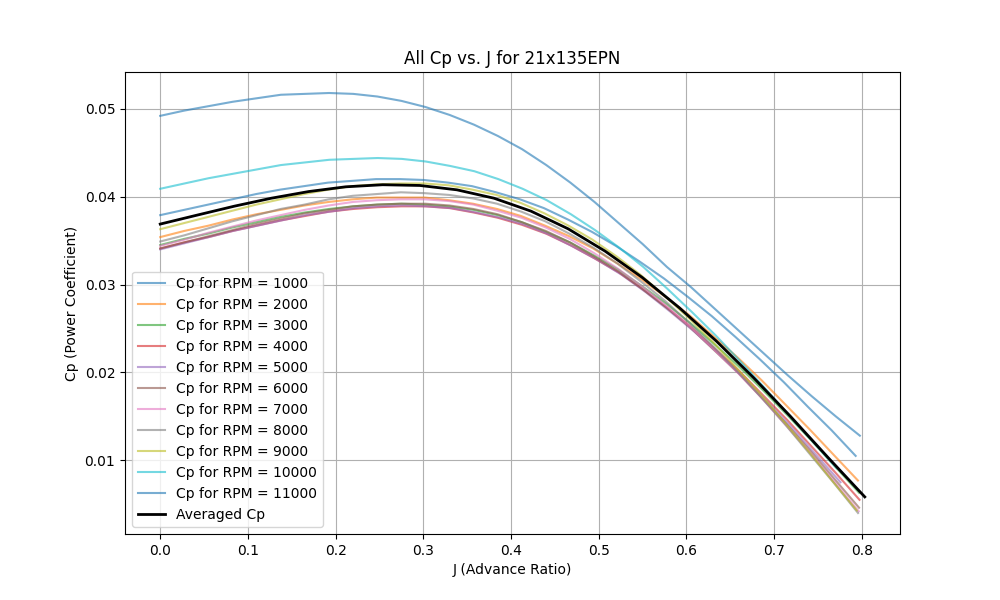 All Cp vs. J for 21x135EPN
Cp (Power Coefficient)
0.05
0.04
0.03
0.02
0.01
Cp for RPM = 1000
Cp for RPM = 2000
Cp for RPM = 3000
Cp for RPM = 4000
Cp for RPM = 5000
Cp for RPM = 6000
Cp for RPM = 7000
Cp for RPM = 8000
Cp for RPM = 9000
Cp for RPM = 10000
Cp for RPM = 11000
Averaged Cp
0.0 0.1 0.2 0.3 0.4 0.5 0.6 0.7 0.8
J (Advance Ratio)